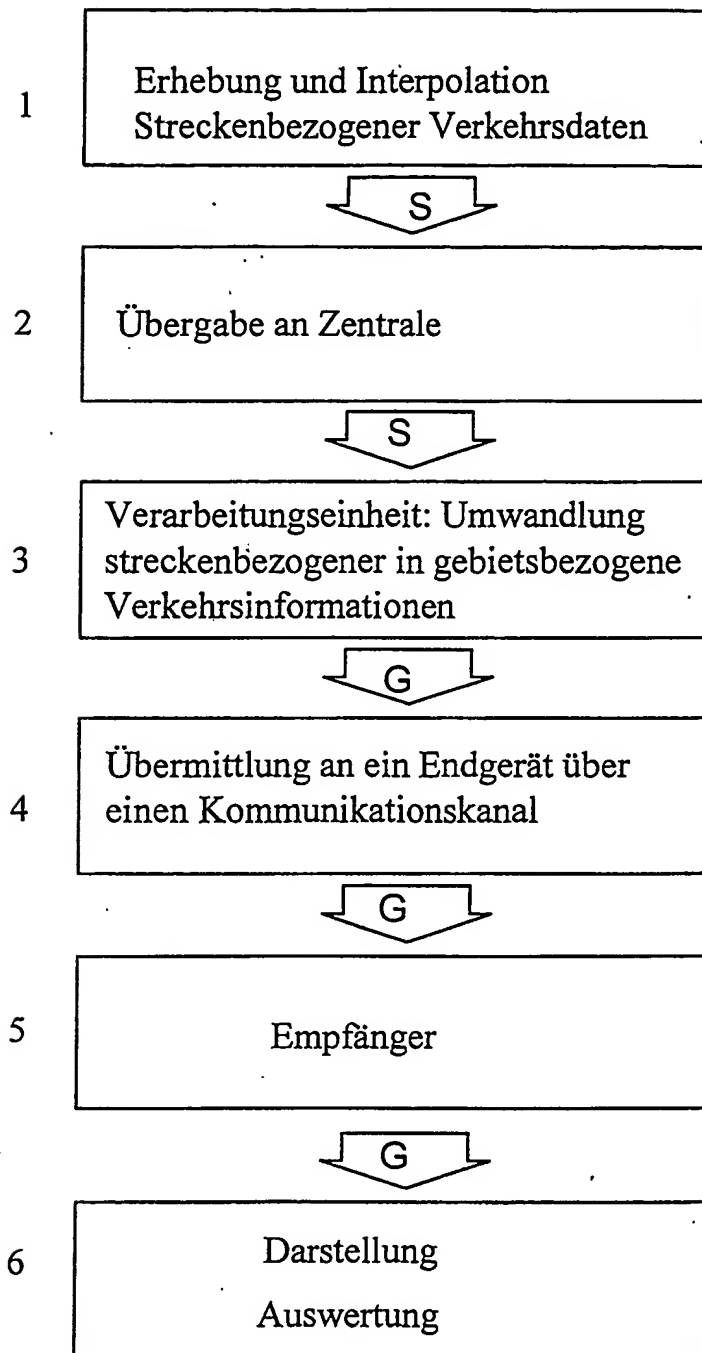 1
Erhebung und Interpolation
Streckenbezogener Verkehrsdaten
S
2
Übergabe an Zentrale
S
3
Verarbeitungseinheit: Umwandlung
streckenbezogener in gebietsbezogene
Verkehrsinformationen
G
4
Übermittlung an ein Endgerät über
einen Kommunikationskanal
G
5
Empfänger
G
6
Darstellung
Auswertung